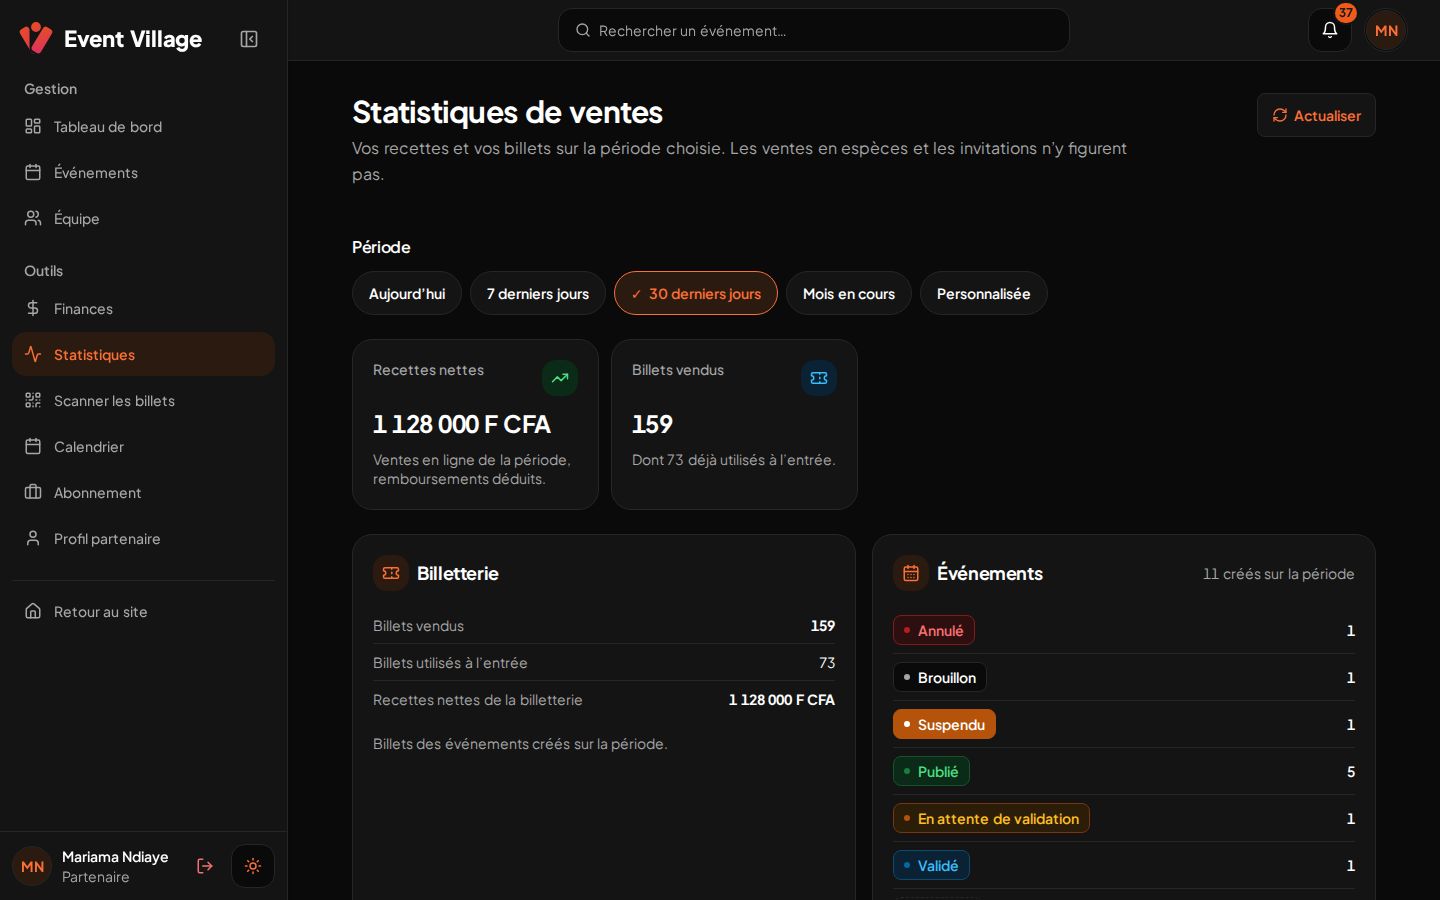 Event Village
Rechercher un événement…
37
MN
Gestion
Tableau de bord
Événements
Équipe
Outils
Finances
Statistiques
Scanner les billets
Calendrier
Abonnement
Profil partenaire
Retour au site
MN
Mariama Ndiaye
Partenaire
Statistiques de ventes
Actualiser
Vos recettes et vos billets sur la période choisie. Les ventes en espèces et les invitations n’y figurent
pas.
Période
Aujourd’hui
7 derniers jours
✓ 30 derniers jours
Mois en cours
Personnalisée
Recettes nettes
1 128 000 F CFA
Ventes en ligne de la période,
remboursements déduits.
Billets vendus
159
Dont 73 déjà utilisés à l’entrée.
Billetterie
Billets vendus 159
Billets utilisés à l’entrée 73
Recettes nettes de la billetterie 1 128 000 F CFA
Billets des événements créés sur la période.
Événements 11 créés sur la période
Annulé 1
Brouillon 1
Suspendu 1
Publié 5
En attente de validation 1
Validé 1